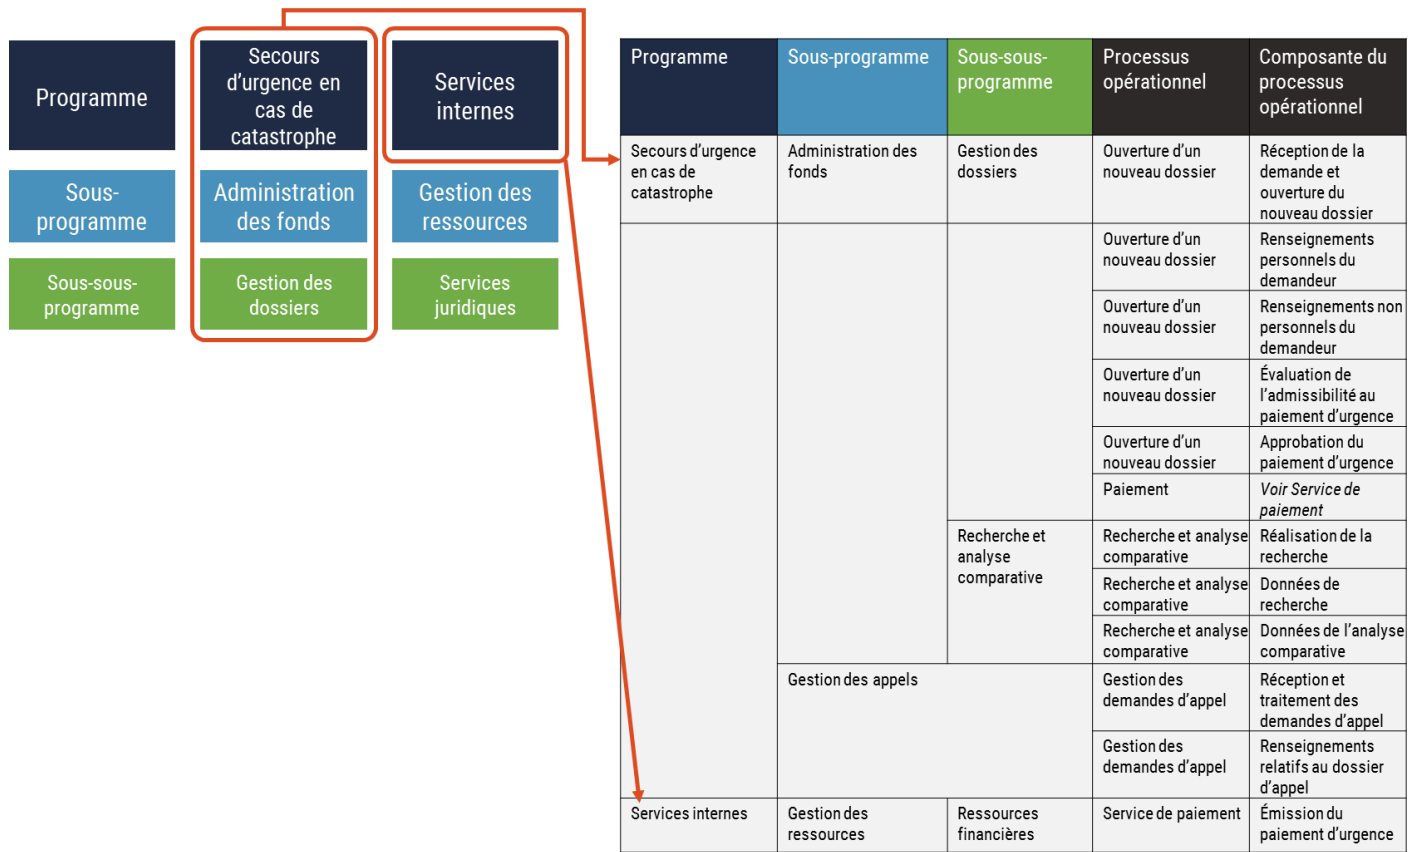 Programme
Secours
d’urgence en
cas de
catastrophe
Services
internes
Sous-
programme
Administration
des fonds
Gestion des
ressources
Sous-sous-
programme
Gestion des
dossiers
Services
juridiques
Programme
Sous-programme
Sous-sous-
programme
Processus
opérationnel
Composante du
processus
opérationnel
Secours d’urgence
en cas de
catastrophe
Administration des
fonds
Gestion des
dossiers
Ouverture d’un
nouveau dossier
Réception de la
demande et
ouverture du
nouveau dossier
Ouverture d’un
nouveau dossier
Renseignements
personnels du
demandeur
Ouverture d’un
nouveau dossier
Renseignements non
personnels du
demandeur
Ouverture d’un
nouveau dossier
Évaluation de
l’admissibilité au
paiement d’urgence
Ouverture d’un
nouveau dossier
Approbation du
paiement d’urgence
Paiement
Voir Service de
paiement
Recherche et
analyse
comparative
Recherche et analyse
comparative
Réalisation de la
recherche
Recherche et analyse
comparative
Données de
recherche
Recherche et analyse
comparative
Données de l’analyse
comparative
Gestion des appels
Gestion des
demandes d’appel
Réception et
traitement des
demandes d’appel
Gestion des
demandes d’appel
Renseignements
relatifs au dossier
d’appel
Services internes
Gestion des
ressources
Ressources
financières
Service de paiement
Émission du
paiement d’urgence